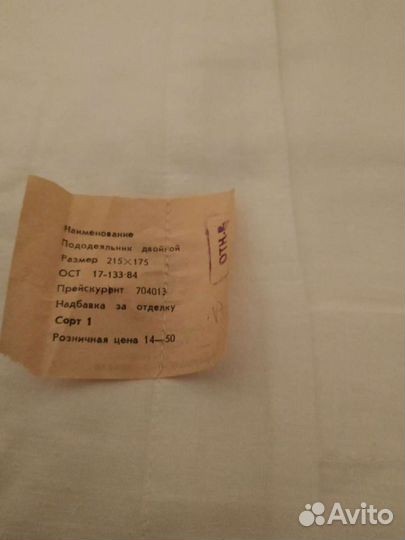 Наименование
Пододеяльник двойной
Размер 215×175
ОСТ 17-133-84
Прейскурант 704013
Надбавка за отделку
Сорт 1
Розничная цена 14—50
Avito